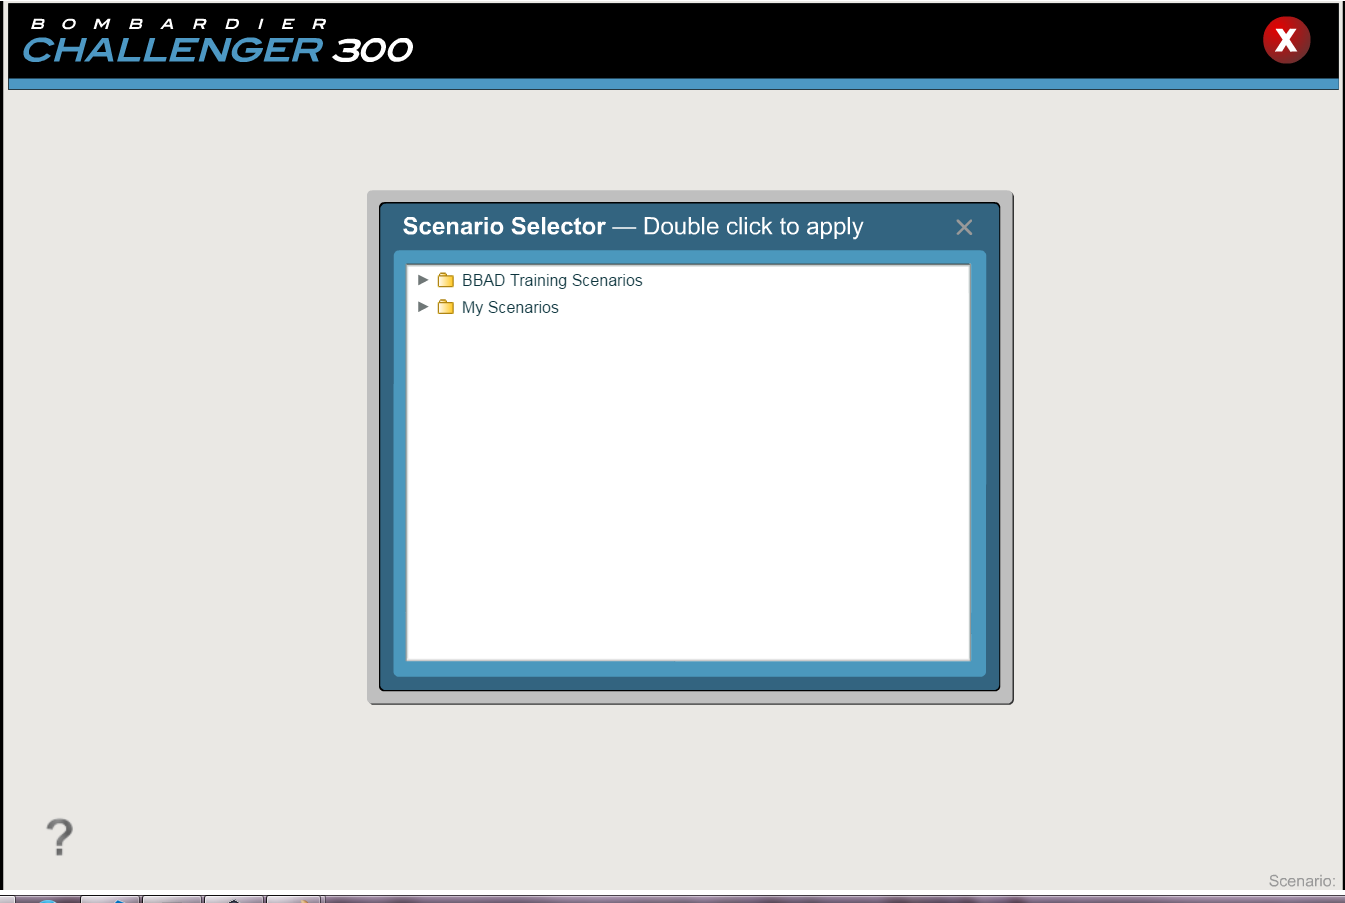 BOMBARDIER
CHALLENGER 300
X
Scenario Selector — Double click to apply
BBAD Training Scenarios
My Scenarios
?
Scenario: